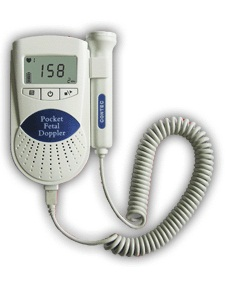 158
Pocket
Fetal
Doppler
CONTEC